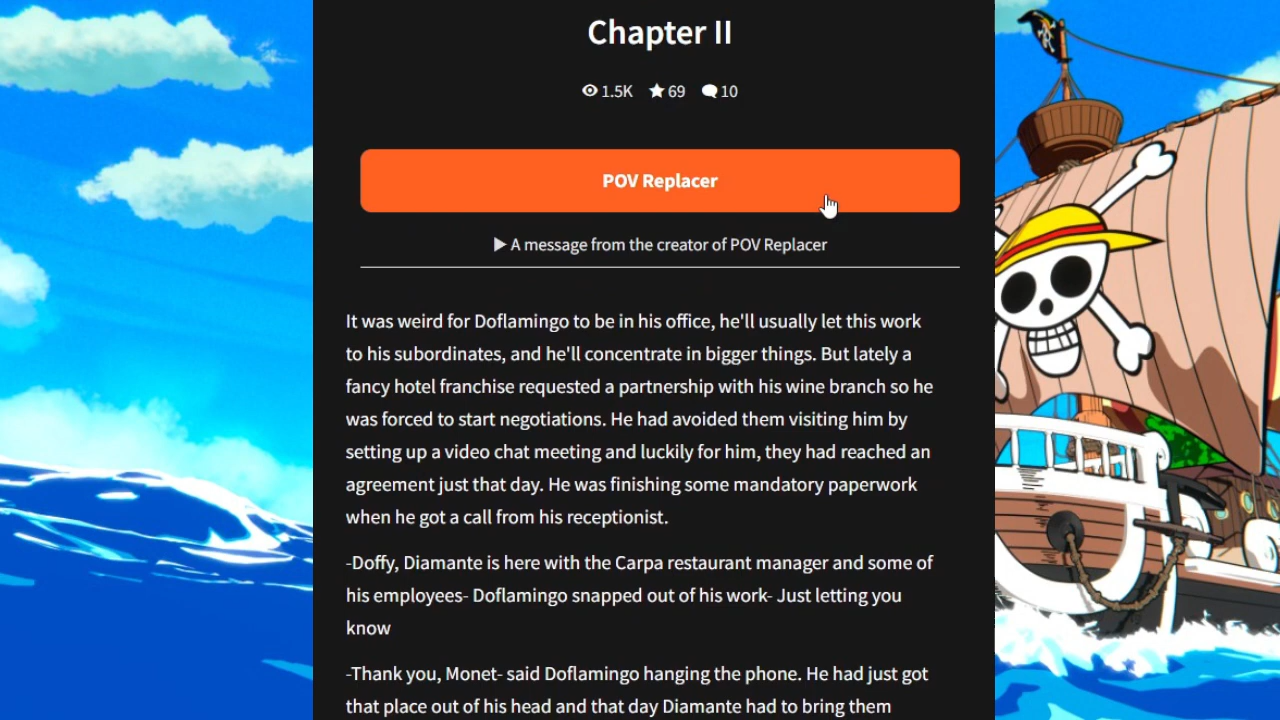 Chapter II
1.5K 69 10
POV Replacer
▶ A message from the creator of POV Replacer
It was weird for Doflamingo to be in his office, he'll usually let this work
to his subordinates, and he'll concentrate in bigger things. But lately a
fancy hotel franchise requested a partnership with his wine branch so he
was forced to start negotiations. He had avoided them visiting him by
setting up a video chat meeting and luckily for him, they had reached an
agreement just that day. He was finishing some mandatory paperwork
when he got a call from his receptionist.
-Doffy, Diamante is here with the Carpa restaurant manager and some of
his employees- Doflamingo snapped out of his work- Just letting you
know
-Thank you, Monet- said Doflamingo hanging the phone. He had just got
that place out of his head and that day Diamante had to bring them